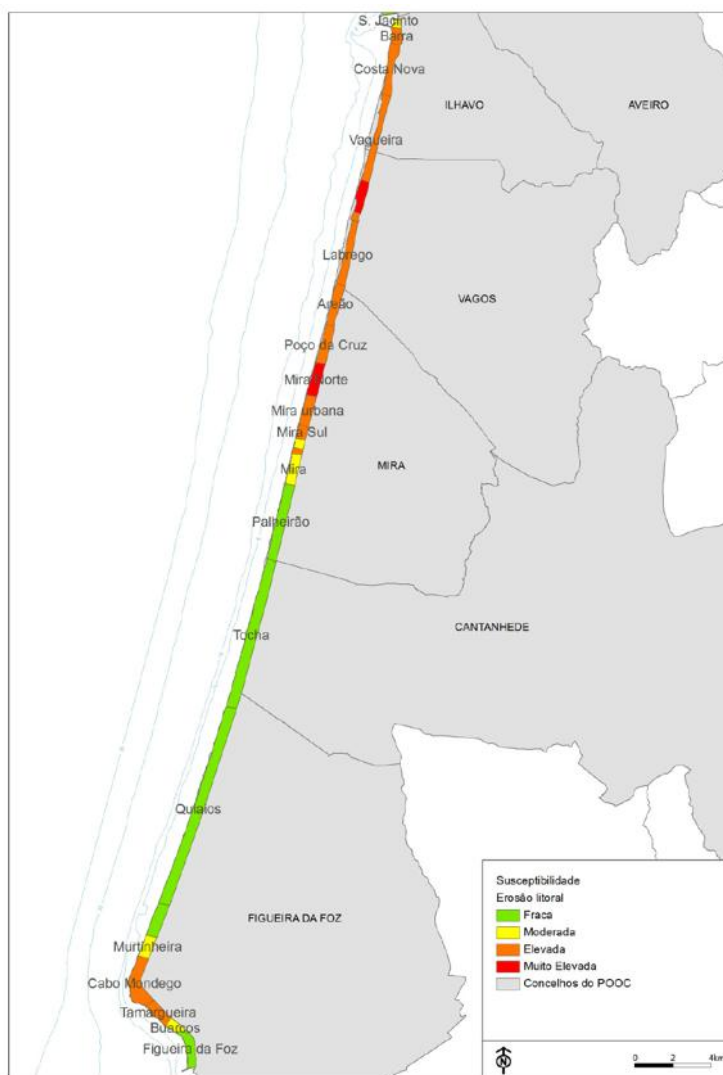 S. Jacinto
Barra
Costa Nova
ILHAVO
AVEIRO
Vagueira
Labrego
VAGOS
Areão
Poço da Cruz
Mira Norte
Mira urbana
Mira Sul
MIRA
Mira
Palheirão
CANTANHEDE
Tocha
Quiaios
FIGUEIRA DA FOZ
Murtinheira
Cabo Mondego
Tamargueira
Buarcos
Figueira da Foz
Susceptibilidade
Erosão litoral
Fraca
Moderada
Elevada
Muito Elevada
Concelhos do POOC
N
0 2 4km